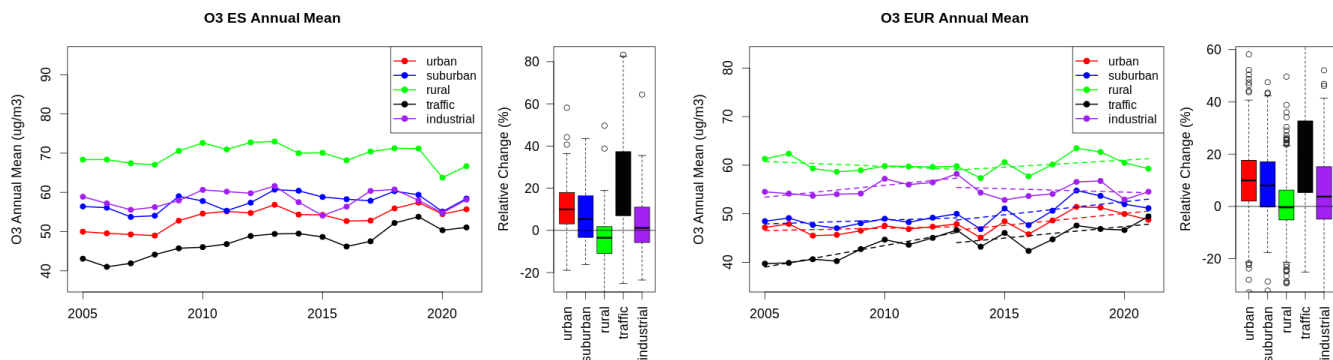 O3 ES Annual Mean
O3 ES Annual Mean (ug/m3)
90
80
70
60
50
40
2005
2010
2015
2020
urban
suburban
rural
traffic
industrial
Relative Change (%)
80
60
40
20
0
-20
urban
suburban
rural
traffic
industrial
O3 EUR Annual Mean
O3 EUR Annual Mean (ug/m3)
80
70
60
50
40
2005
2010
2015
2020
urban
suburban
rural
traffic
industrial
Relative Change (%)
60
40
20
0
-20
urban
suburban
rural
traffic
industrial